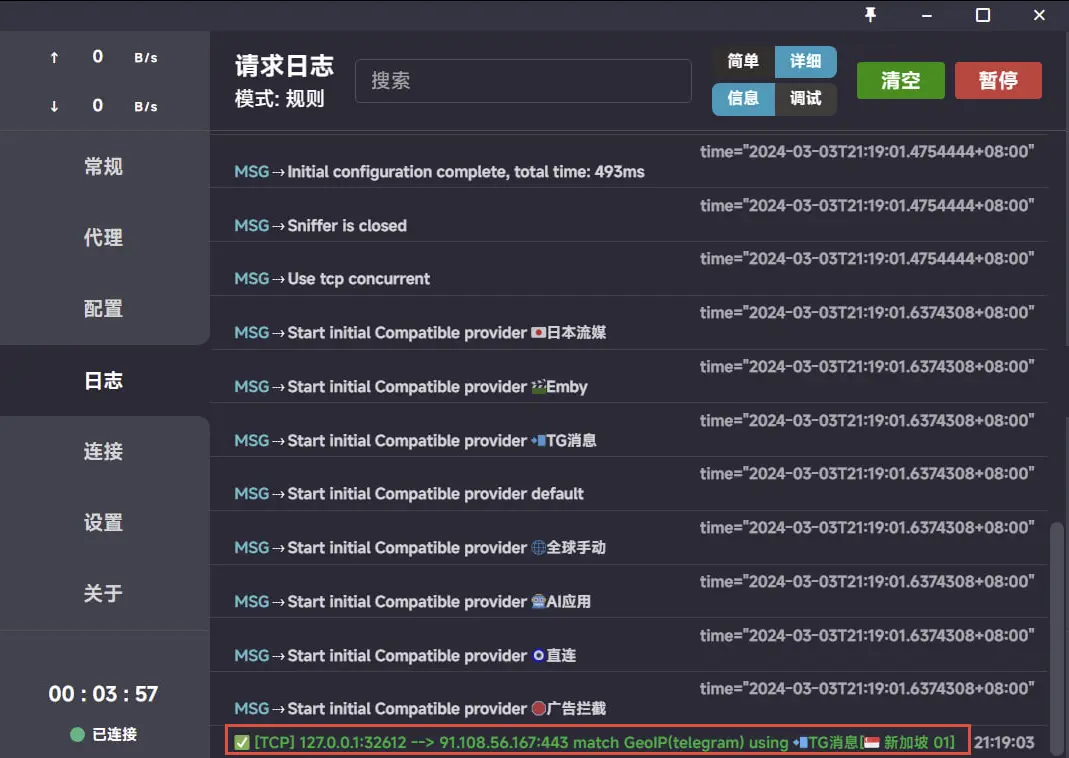 ↑ 0 B/s
↓ 0 B/s
常规
代理
配置
日志
连接
设置
关于
00 : 03 : 57
已连接
请求日志
模式: 规则
搜索
简单 详细
信息 调试
清空 暂停
time="2024-03-03T21:19:01.4754444+08:00"
MSG→Initial configuration complete, total time: 493ms
time="2024-03-03T21:19:01.4754444+08:00"
MSG→Sniffer is closed
time="2024-03-03T21:19:01.4754444+08:00"
MSG→Use tcp concurrent
time="2024-03-03T21:19:01.6374308+08:00"
MSG→Start initial Compatible provider 🇯🇵日本流媒
time="2024-03-03T21:19:01.6374308+08:00"
MSG→Start initial Compatible provider 🎬Emby
time="2024-03-03T21:19:01.6374308+08:00"
MSG→Start initial Compatible provider 📲TG消息
time="2024-03-03T21:19:01.6374308+08:00"
MSG→Start initial Compatible provider default
time="2024-03-03T21:19:01.6374308+08:00"
MSG→Start initial Compatible provider 🌐全球手动
time="2024-03-03T21:19:01.6374308+08:00"
MSG→Start initial Compatible provider 🤖AI应用
time="2024-03-03T21:19:01.6374308+08:00"
MSG→Start initial Compatible provider 🧿直连
time="2024-03-03T21:19:01.6374308+08:00"
MSG→Start initial Compatible provider 🛑广告拦截
✅ [TCP] 127.0.0.1:32612 --> 91.108.56.167:443 match GeoIP(telegram) using 📲TG消息[🇸🇬 新加坡 01] 21:19:03